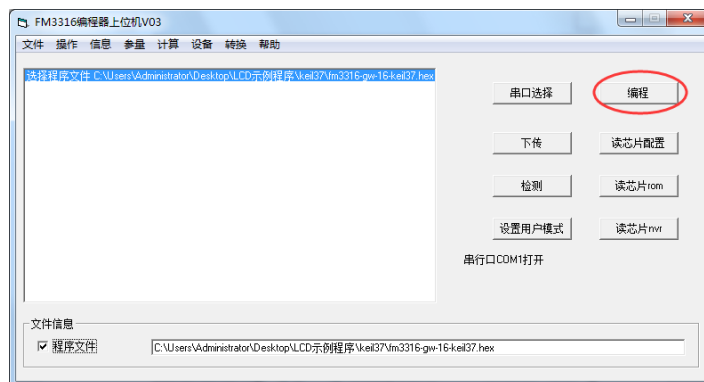 FM3316编程器上位机V03
文件 操作 信息 参量 计算 设备 转换 帮助
选择程序文件 C:\Users\Administrator\Desktop\LCD示例程序\keil37\fm3316-gw-16-keil37.hex
串口选择 编程
下传 读芯片配置
检测 读芯片rom
设置用户模式 读芯片nvr
串行口COM1打开
文件信息
程序文件 C:\Users\Administrator\Desktop\LCD示例程序\keil37\fm3316-gw-16-keil37.hex